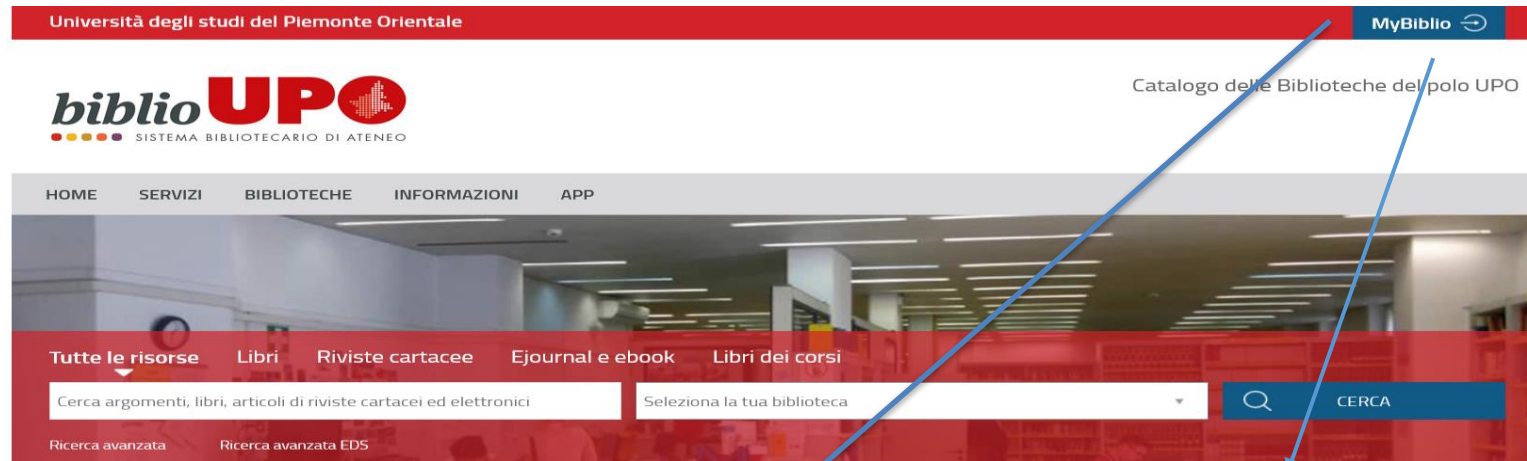 Università degli studi del Piemonte Orientale
MyBiblio
biblio UPO
SISTEMA BIBLIOTECARIO DI ATENEO
Catalogo delle Biblioteche del polo UPO
HOME SERVIZI BIBLIOTECHE INFORMAZIONI APP
Tutte le risorse Libri Riviste cartacee Ejournal e ebook Libri dei corsi
Cerca argomenti, libri, articoli di riviste cartacei ed elettronici Seleziona la tua biblioteca CERCA
Ricerca avanzata Ricerca avanzata EDS